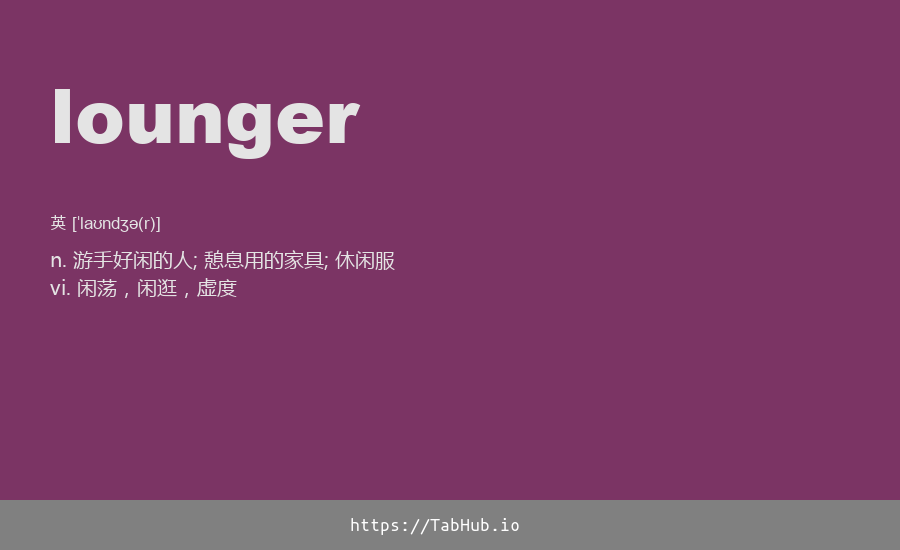 lounger
英 [ˈlaʊndʒə(r)]
n. 游手好闲的人; 憩息用的家具; 休闲服
vi. 闲荡，闲逛，虚度
https://TabHub.io